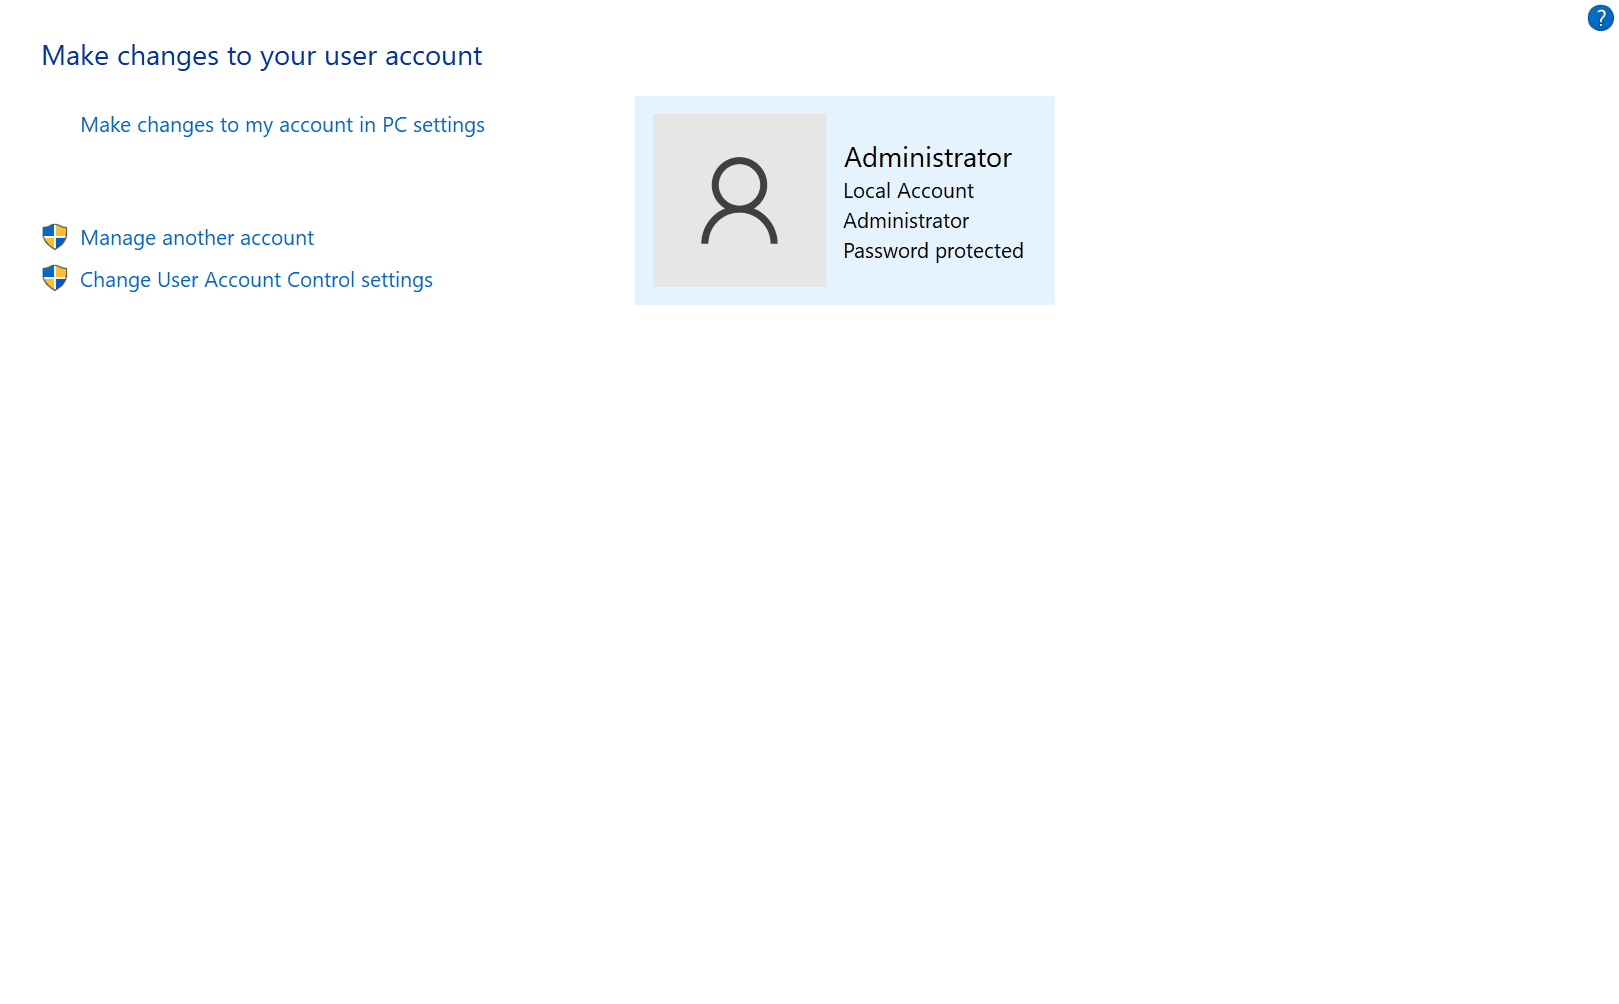 ?
Make changes to your user account
Make changes to my account in PC settings
Manage another account
Change User Account Control settings
Administrator
Local Account
Administrator
Password protected